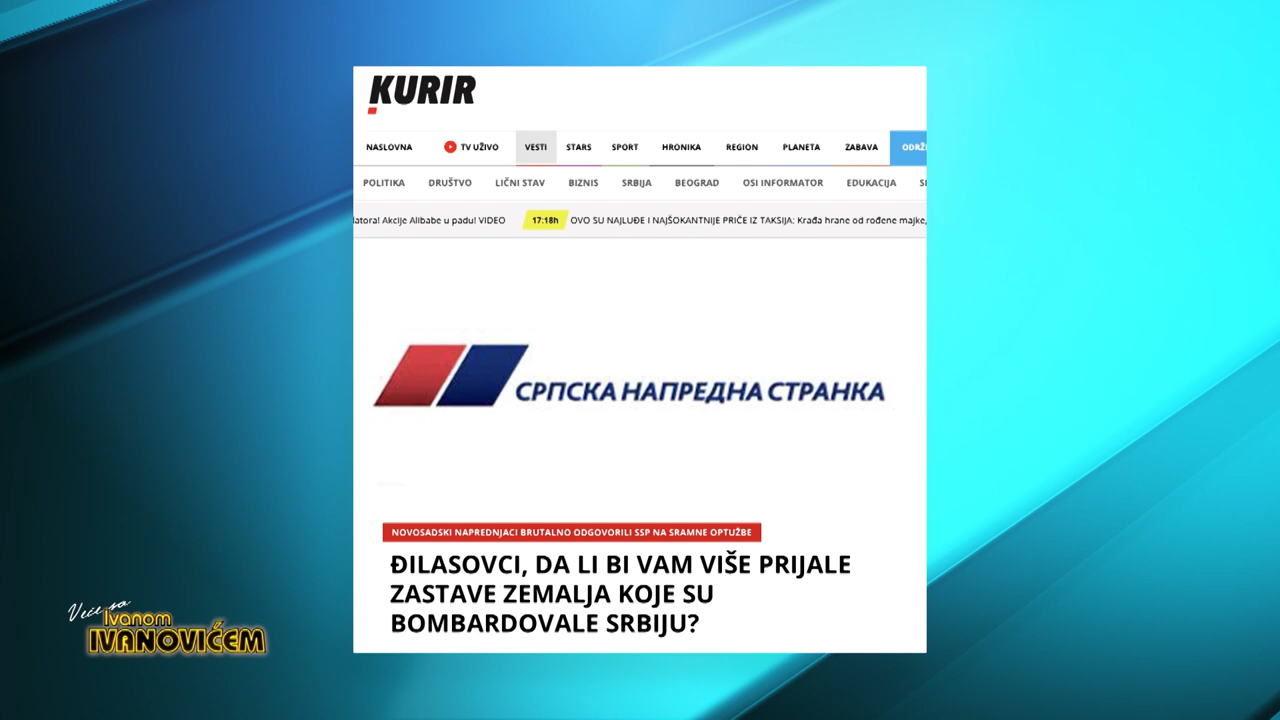 KURIR
NASLOVNA TV UŽIVO VESTI STARS SPORT HRONIKA REGION PLANETA ZABAVA
POLITIKA DRUŠTVO LIČNI STAV BIZNIS SRBIJA BEOGRAD OSI INFORMATOR EDUKACIJA
Akcije Alibabe u padu! VIDEO 17:18h OVO SU NAJLUĐE I NAJŠOKANTNIJE PRIČE IZ TAKSIJA: Krađa hrane od rođene majke,
СРПСКА НАПРЕДНА СТРАНКА
NOVOSADSKI NAPREDNJACI BRUTALNO ODGOVORILI SSP NA SRAMNE OPTUŽBE
ĐILASOVCI, DA LI BI VAM VIŠE PRIJALE
ZASTAVE ZEMALJA KOJE SU
BOMBARDOVALE SRBIJU?
Veče sa
Ivanom
IVANOVIĆEM